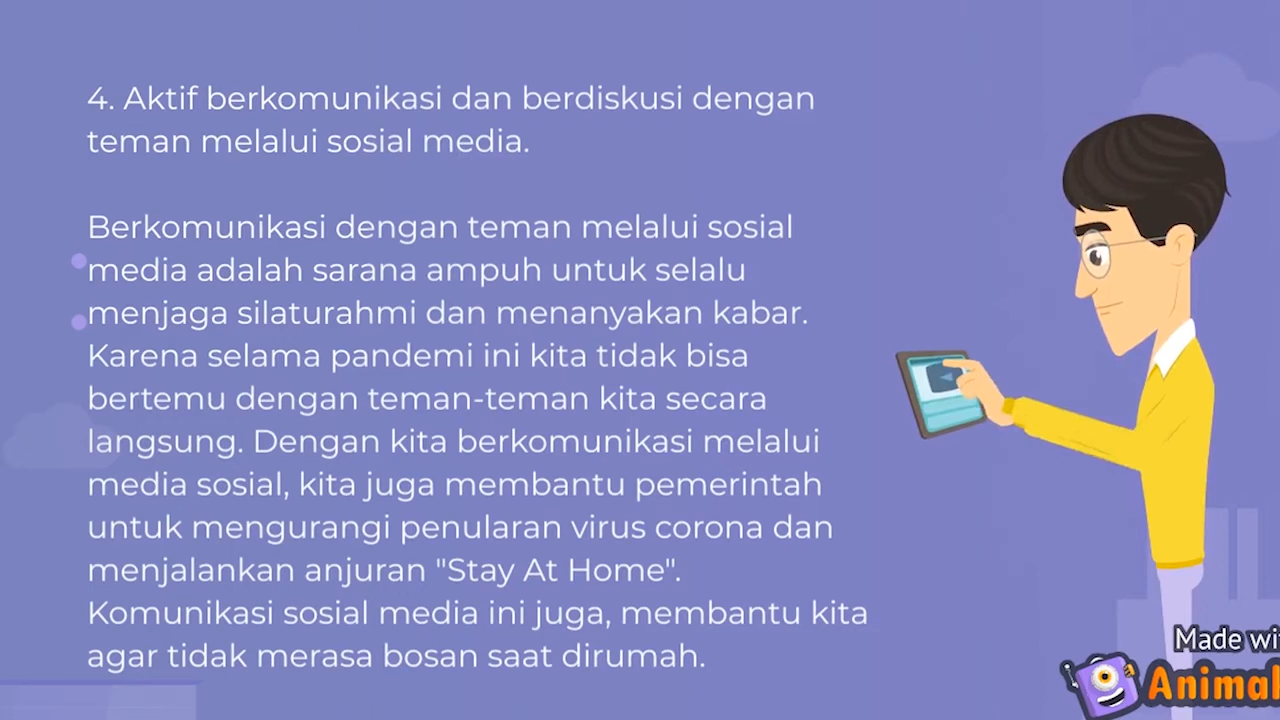 4. Aktif berkomunikasi dan berdiskusi dengan
teman melalui sosial media.
Berkomunikasi dengan teman melalui sosial
media adalah sarana ampuh untuk selalu
menjaga silaturahmi dan menanyakan kabar.
Karena selama pandemi ini kita tidak bisa
bertemu dengan teman-teman kita secara
langsung. Dengan kita berkomunikasi melalui
media sosial, kita juga membantu pemerintah
untuk mengurangi penularan virus corona dan
menjalankan anjuran "Stay At Home".
Komunikasi sosial media ini juga, membantu kita
agar tidak merasa bosan saat dirumah.
Made